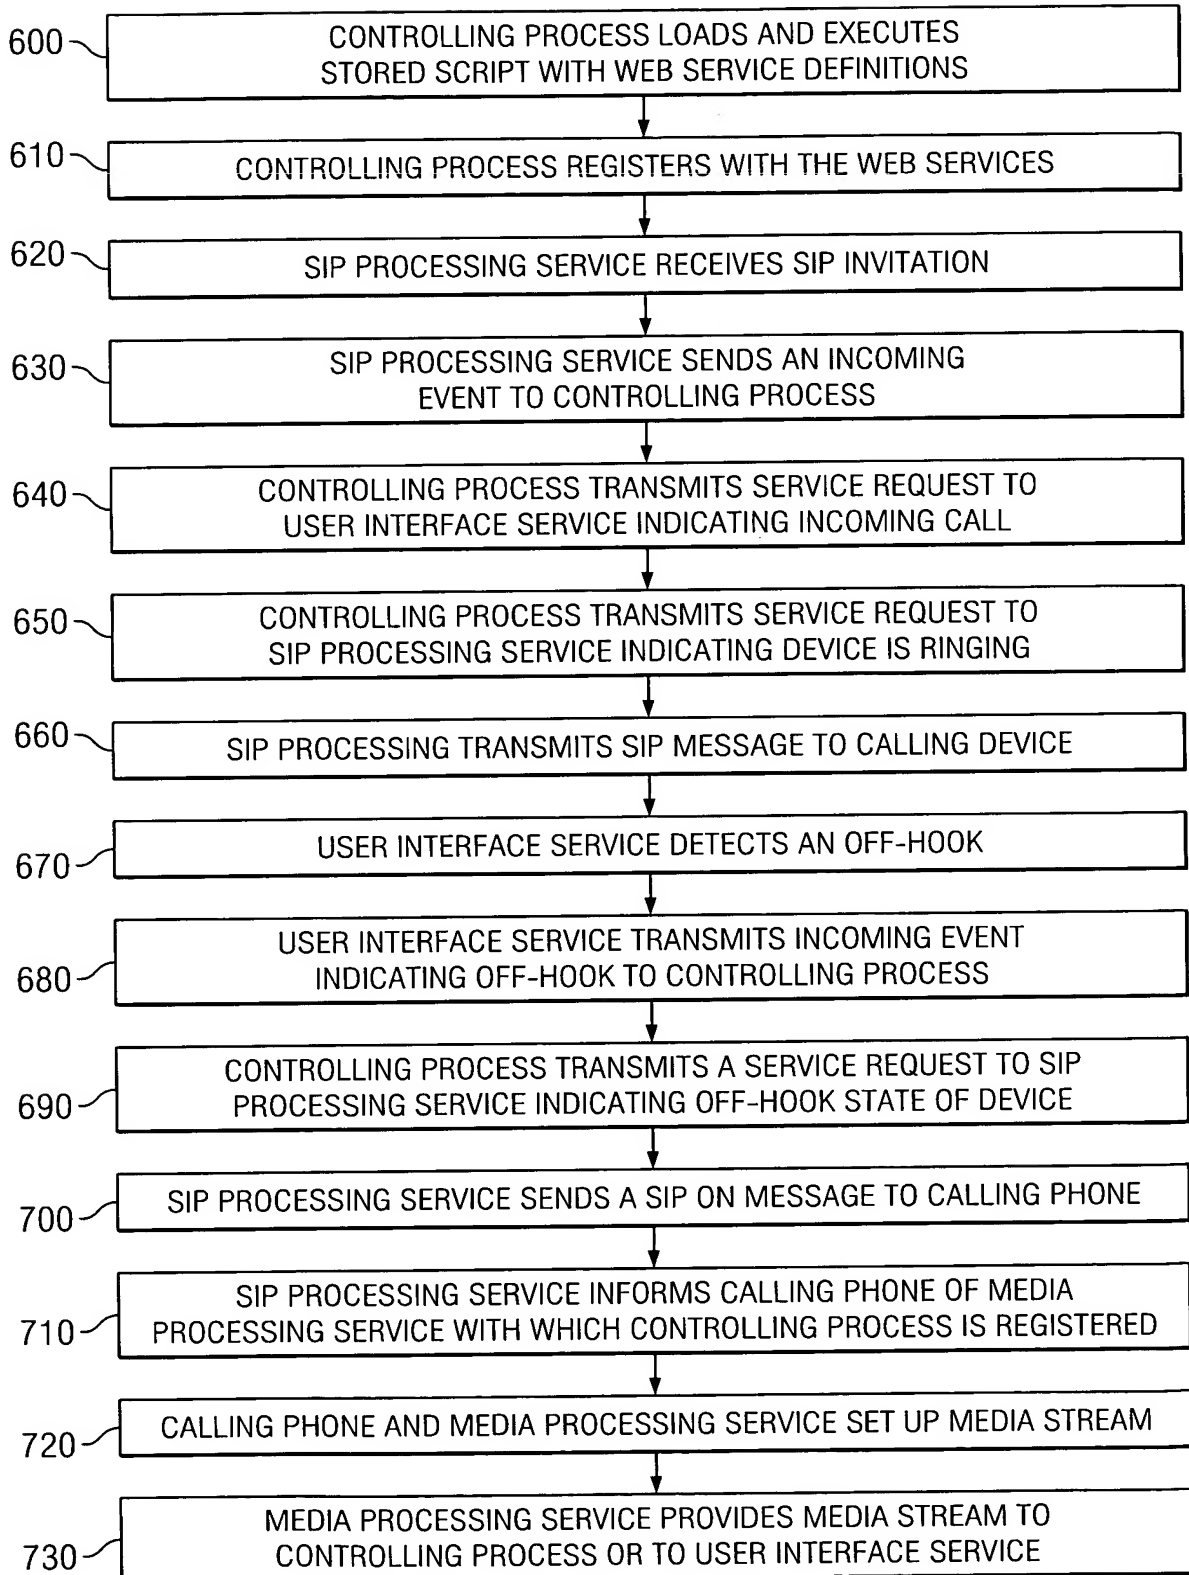 600
CONTROLLING PROCESS LOADS AND EXECUTES
STORED SCRIPT WITH WEB SERVICE DEFINITIONS
610
CONTROLLING PROCESS REGISTERS WITH THE WEB SERVICES
620
SIP PROCESSING SERVICE RECEIVES SIP INVITATION
630
SIP PROCESSING SERVICE SENDS AN INCOMING
EVENT TO CONTROLLING PROCESS
640
CONTROLLING PROCESS TRANSMITS SERVICE REQUEST TO
USER INTERFACE SERVICE INDICATING INCOMING CALL
650
CONTROLLING PROCESS TRANSMITS SERVICE REQUEST TO
SIP PROCESSING SERVICE INDICATING DEVICE IS RINGING
660
SIP PROCESSING TRANSMITS SIP MESSAGE TO CALLING DEVICE
670
USER INTERFACE SERVICE DETECTS AN OFF-HOOK
680
USER INTERFACE SERVICE TRANSMITS INCOMING EVENT
INDICATING OFF-HOOK TO CONTROLLING PROCESS
690
CONTROLLING PROCESS TRANSMITS A SERVICE REQUEST TO SIP
PROCESSING SERVICE INDICATING OFF-HOOK STATE OF DEVICE
700
SIP PROCESSING SERVICE SENDS A SIP ON MESSAGE TO CALLING PHONE
710
SIP PROCESSING SERVICE INFORMS CALLING PHONE OF MEDIA
PROCESSING SERVICE WITH WHICH CONTROLLING PROCESS IS REGISTERED
720
CALLING PHONE AND MEDIA PROCESSING SERVICE SET UP MEDIA STREAM
730
MEDIA PROCESSING SERVICE PROVIDES MEDIA STREAM TO
CONTROLLING PROCESS OR TO USER INTERFACE SERVICE